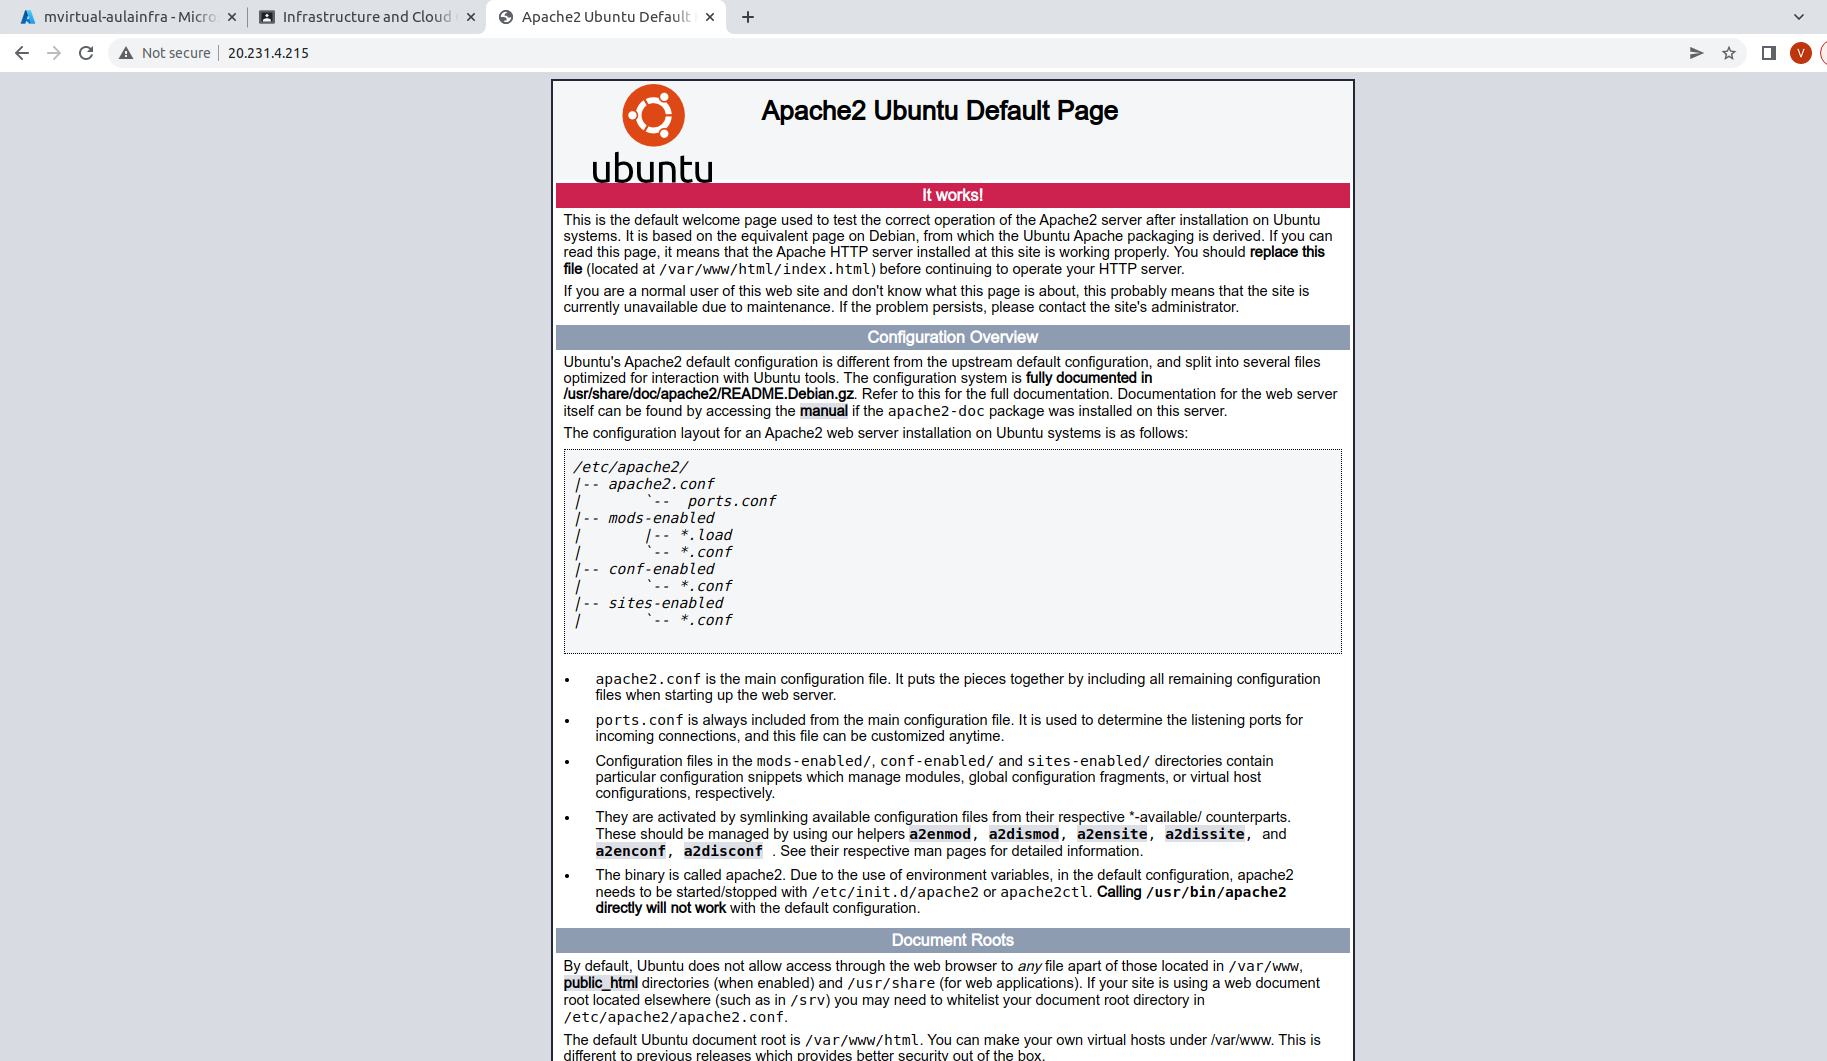 mvirtual-aulainfra - Micro
Infrastructure and Cloud
Apache2 Ubuntu Default
Not secure
20.231.4.215
V
ubuntu
Apache2 Ubuntu Default Page
It works!
This is the default welcome page used to test the correct operation of the Apache2 server after installation on Ubuntu
systems. It is based on the equivalent page on Debian, from which the Ubuntu Apache packaging is derived. If you can
read this page, it means that the Apache HTTP server installed at this site is working properly. You should replace this
file (located at /var/www/html/index.html) before continuing to operate your HTTP server.
If you are a normal user of this web site and don't know what this page is about, this probably means that the site is
currently unavailable due to maintenance. If the problem persists, please contact the site's administrator.
Configuration Overview
Ubuntu's Apache2 default configuration is different from the upstream default configuration, and split into several files
optimized for interaction with Ubuntu tools. The configuration system is fully documented in
/usr/share/doc/apache2/README.Debian.gz. Refer to this for the full documentation. Documentation for the web server
itself can be found by accessing the manual if the apache2-doc package was installed on this server.
The configuration layout for an Apache2 web server installation on Ubuntu systems is as follows:
/etc/apache2/
|-- apache2.conf
|       `--  ports.conf
|-- mods-enabled
|       |-- *.load
|       `-- *.conf
|-- conf-enabled
|       `-- *.conf
|-- sites-enabled
|       `-- *.conf
• apache2.conf is the main configuration file. It puts the pieces together by including all remaining configuration
files when starting up the web server.
• ports.conf is always included from the main configuration file. It is used to determine the listening ports for
incoming connections, and this file can be customized anytime.
• Configuration files in the mods-enabled/, conf-enabled/ and sites-enabled/ directories contain
particular configuration snippets which manage modules, global configuration fragments, or virtual host
configurations, respectively.
• They are activated by symlinking available configuration files from their respective *-available/ counterparts.
These should be managed by using our helpers a2enmod, a2dismod, a2ensite, a2dissite, and
a2enconf, a2disconf . See their respective man pages for detailed information.
• The binary is called apache2. Due to the use of environment variables, in the default configuration, apache2
needs to be started/stopped with /etc/init.d/apache2 or apache2ctl. Calling /usr/bin/apache2
directly will not work with the default configuration.
Document Roots
By default, Ubuntu does not allow access through the web browser to any file apart of those located in /var/www,
public_html directories (when enabled) and /usr/share (for web applications). If your site is using a web document
root located elsewhere (such as in /srv) you may need to whitelist your document root directory in
/etc/apache2/apache2.conf.
The default Ubuntu document root is /var/www/html. You can make your own virtual hosts under /var/www. This is
different to previous releases which provides better security out of the box.